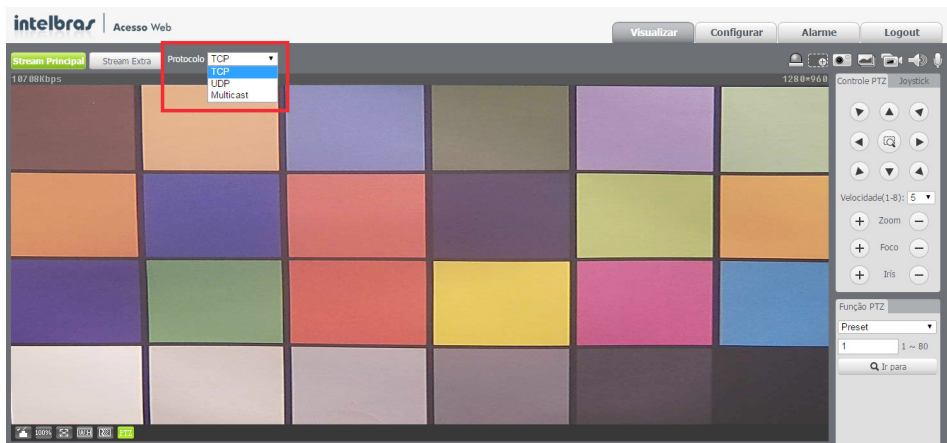 intelbras Acesso Web
Visualizar Configurar Alarme Logout
Stream Principal Stream Extra Protocolo TCP
TCP
UDP
Multicast
10708Kbps 1280*960
Controle PTZ Joystick
Velocidade(1-8): 5
+ Zoom −
+ Foco −
+ Iris −
Função PTZ
Preset
1 1 ~ 80
Ir para
100% W:H PTZ